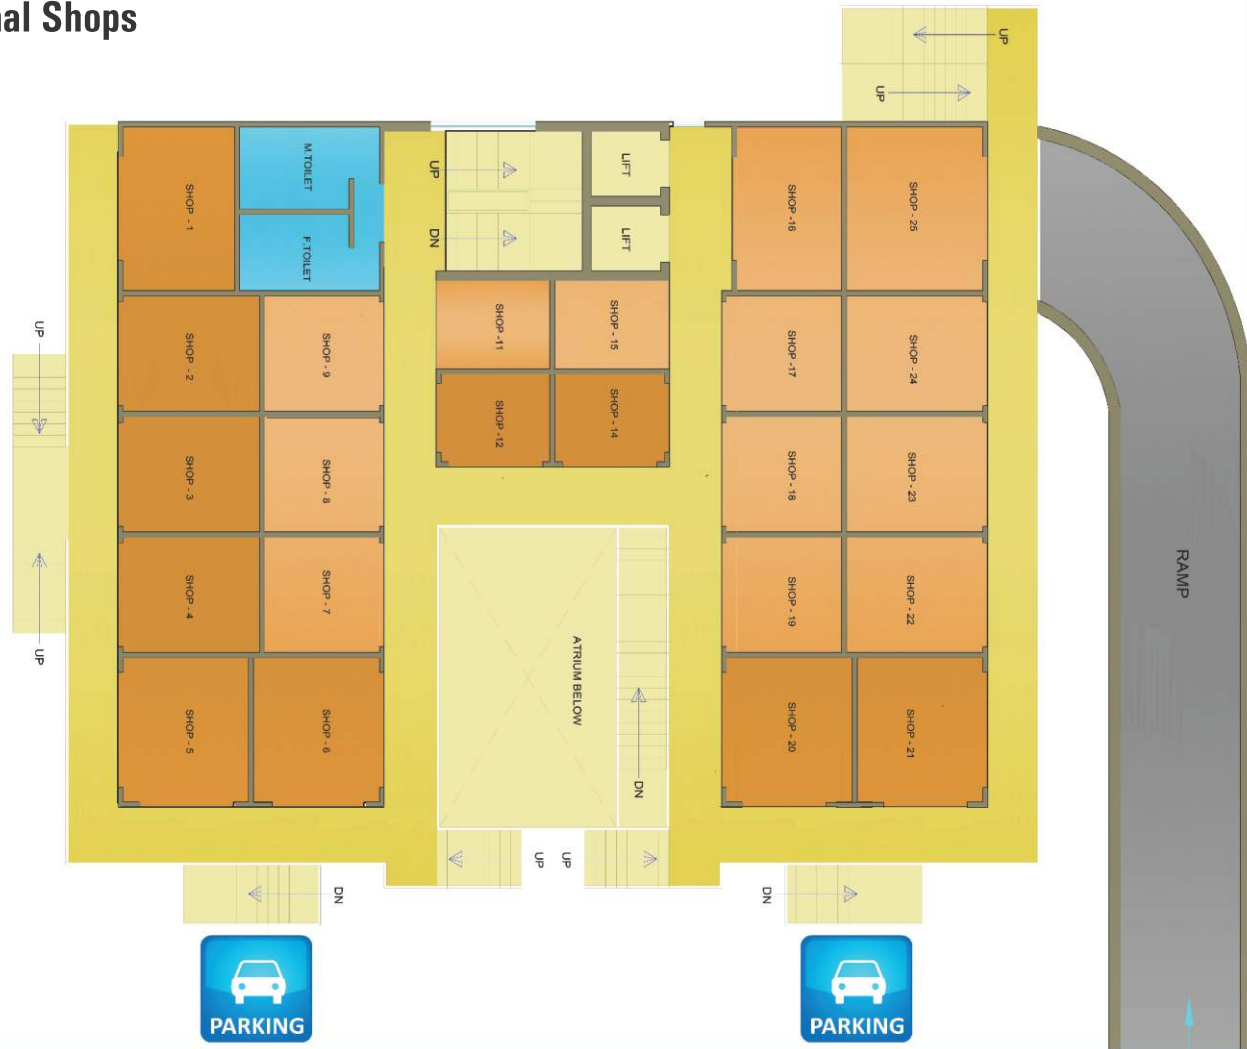 nal Shops
UP
UP
M.TOILET
F.TOILET
UP
DN
LIFT
LIFT
SHOP - 1
SHOP -16
SHOP - 25
SHOP - 2
SHOP - 9
SHOP -11
SHOP - 15
SHOP -17
SHOP - 24
UP
SHOP -12
SHOP - 14
SHOP - 3
SHOP - 8
SHOP - 18
SHOP - 23
SHOP - 4
SHOP - 7
SHOP - 19
SHOP - 22
RAMP
UP
ATRIUM BELOW
SHOP - 5
SHOP - 6
SHOP - 20
SHOP - 21
DN
UP
UP
DN
DN
PARKING
PARKING